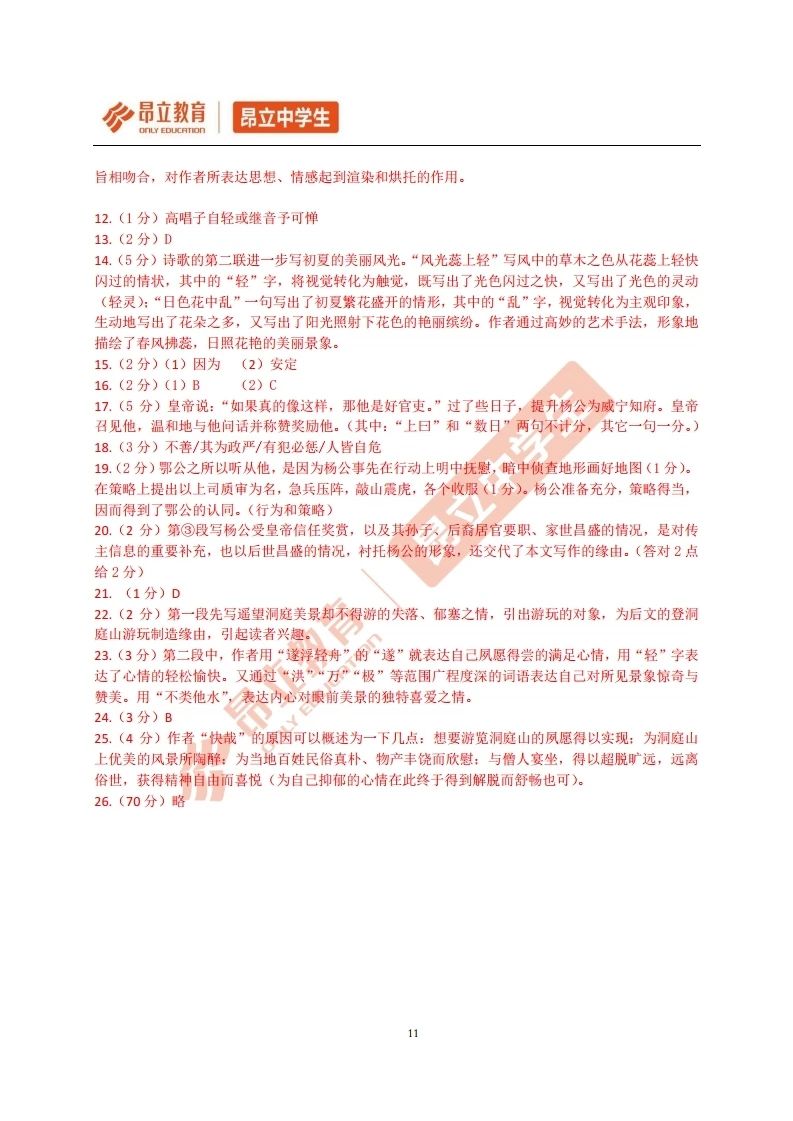 昂立教育
ONLY EDUCATION
昂立中学生
旨相吻合，对作者所表达思想、情感起到渲染和烘托的作用。
12.（1 分）高唱子自轻或继音予可惮
13.（2 分）D
14.（5 分）诗歌的第二联进一步写初夏的美丽风光。“风光蕊上轻”写风中的草木之色从花蕊上轻快
闪过的情状，其中的“轻”字，将视觉转化为触觉，既写出了光色闪过之快，又写出了光色的灵动
（轻灵）；“日色花中乱”一句写出了初夏繁花盛开的情形，其中的“乱”字，视觉转化为主观印象，
生动地写出了花朵之多，又写出了阳光照射下花色的艳丽缤纷。作者通过高妙的艺术手法，形象地
描绘了春风拂蕊，日照花艳的美丽景象。
15.（2 分）（1）因为 （2）安定
16.（2 分）（1）B （2）C
17.（5 分）皇帝说：“如果真的像这样，那他是好官吏。”过了些日子，提升杨公为威宁知府。皇帝
召见他，温和地与他问话并称赞奖励他。（其中：“上曰”和“数日”两句不计分，其它一句一分。）
18.（3 分）不善/其为政严/有犯必惩/人皆自危
19.（2 分）鄂公之所以听从他，是因为杨公事先在行动上明中抚慰，暗中侦查地形画好地图（1 分）。
在策略上提出以上司质审为名，急兵压阵，敲山震虎，各个收服（1 分）。杨公准备充分，策略得当，
因而得到了鄂公的认同。（行为和策略）
20.（2 分）第③段写杨公受皇帝信任奖赏，以及其孙子、后裔居官要职、家世昌盛的情况，是对传
主信息的重要补充，也以后世昌盛的情况，衬托杨公的形象，还交代了本文写作的缘由。（答对 2 点
给 2 分）
21. （1 分）D
22.（2 分）第一段先写遥望洞庭美景却不得游的失落、郁塞之情，引出游玩的对象，为后文的登洞
庭山游玩制造缘由，引起读者兴趣。
23.（3 分）第二段中，作者用“遂浮轻舟”的“遂”就表达自己夙愿得尝的满足心情，用“轻”字表
达了心情的轻松愉快。又通过“洪”“万”“极”等范围广程度深的词语表达自己对所见景象惊奇与
赞美。用“不类他水”，表达内心对眼前美景的独特喜爱之情。
24.（3 分）B
25.（4 分）作者“快哉”的原因可以概述为一下几点：想要游览洞庭山的夙愿得以实现；为洞庭山
上优美的风景所陶醉；为当地百姓民俗真朴、物产丰饶而欣慰；与僧人宴坐，得以超脱旷远，远离
俗世，获得精神自由而喜悦（为自己抑郁的心情在此终于得到解脱而舒畅也可）。
26.（70 分）略
昂立教育
ONLY EDUCATION
昂立中学生
11